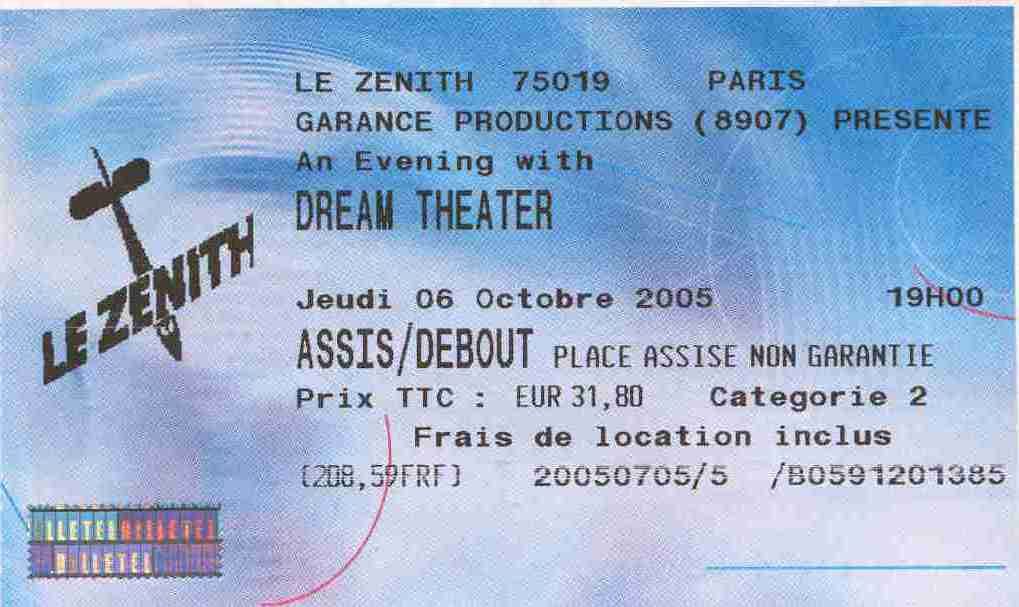 LE ZENITH 75019 PARIS
GARANCE PRODUCTIONS (8907) PRESENTE
An Evening with
DREAM THEATER
LE ZENITH
Jeudi 06 Octobre 2005 19H00
ASSIS/DEBOUT PLACE ASSISE NON GARANTIE
Prix TTC : EUR 31,80 Categorie 2
Frais de location inclus
(208,59FRF) 20050705/5 /B0591201385
BILLETEL